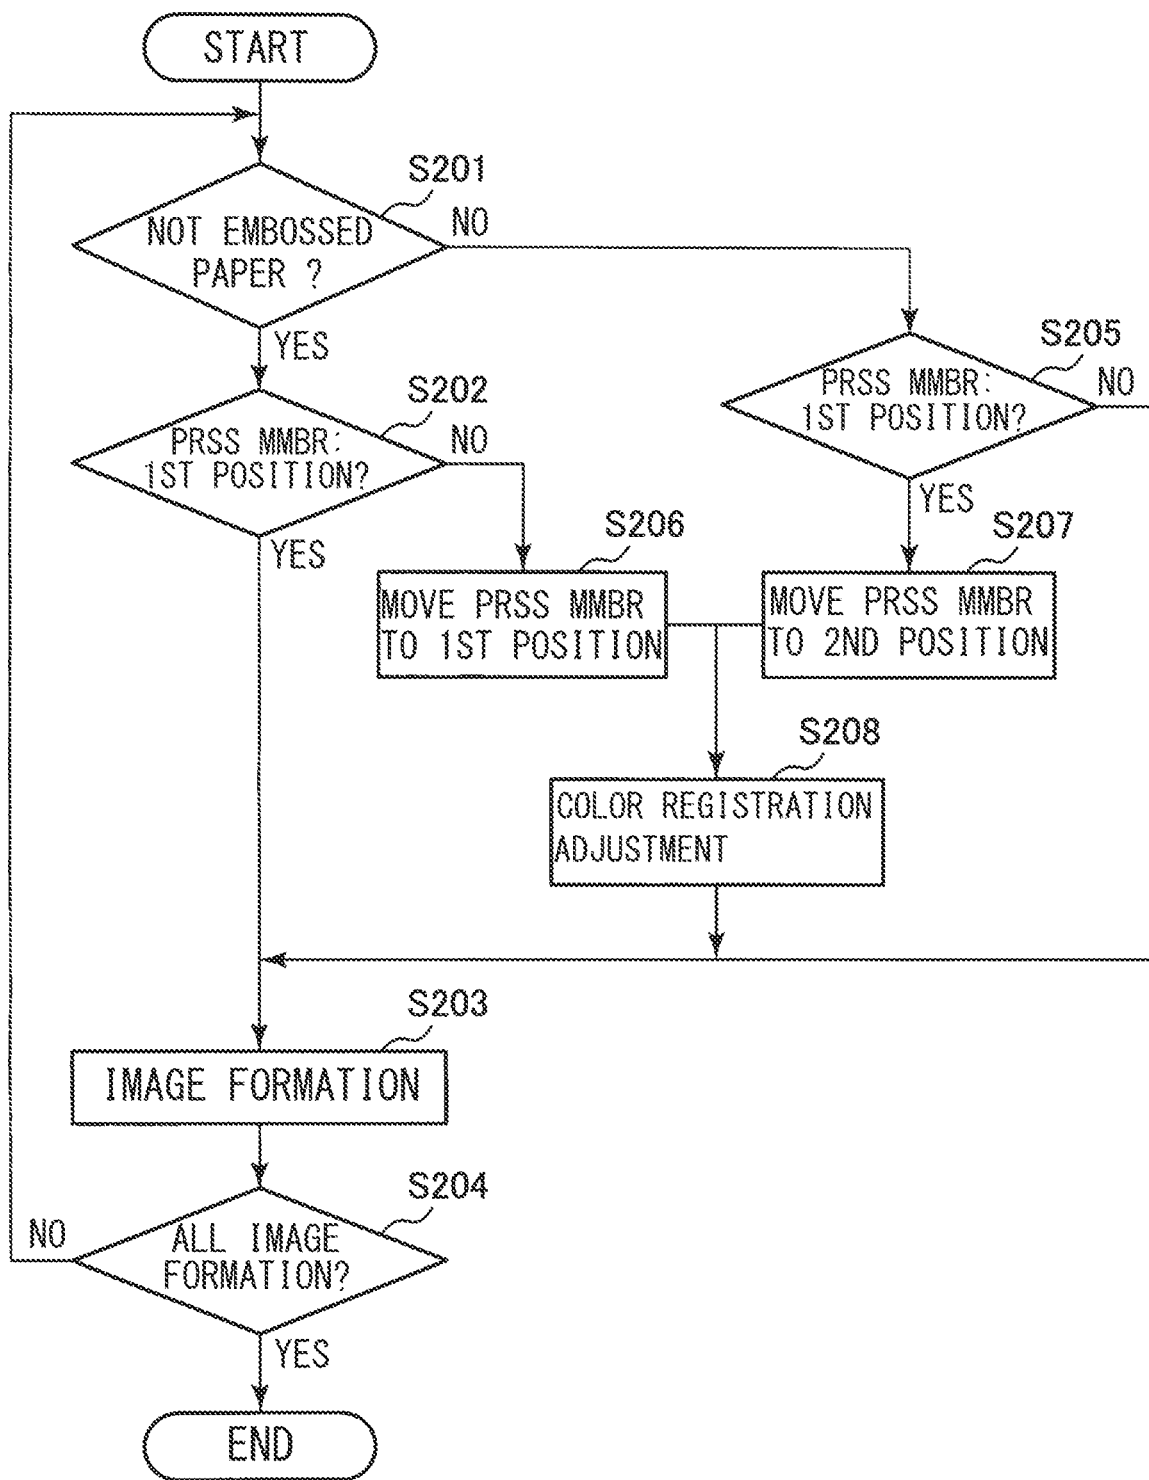 START
S201
NOT EMBOSSED
PAPER ?
NO
YES
S202
PRSS MMBR:
1ST POSITION?
NO
YES
S205
PRSS MMBR:
1ST POSITION?
NO
YES
S206
MOVE PRSS MMBR
TO 1ST POSITION
S207
MOVE PRSS MMBR
TO 2ND POSITION
S208
COLOR REGISTRATION
ADJUSTMENT
S203
IMAGE FORMATION
S204
ALL IMAGE
FORMATION?
NO
YES
END